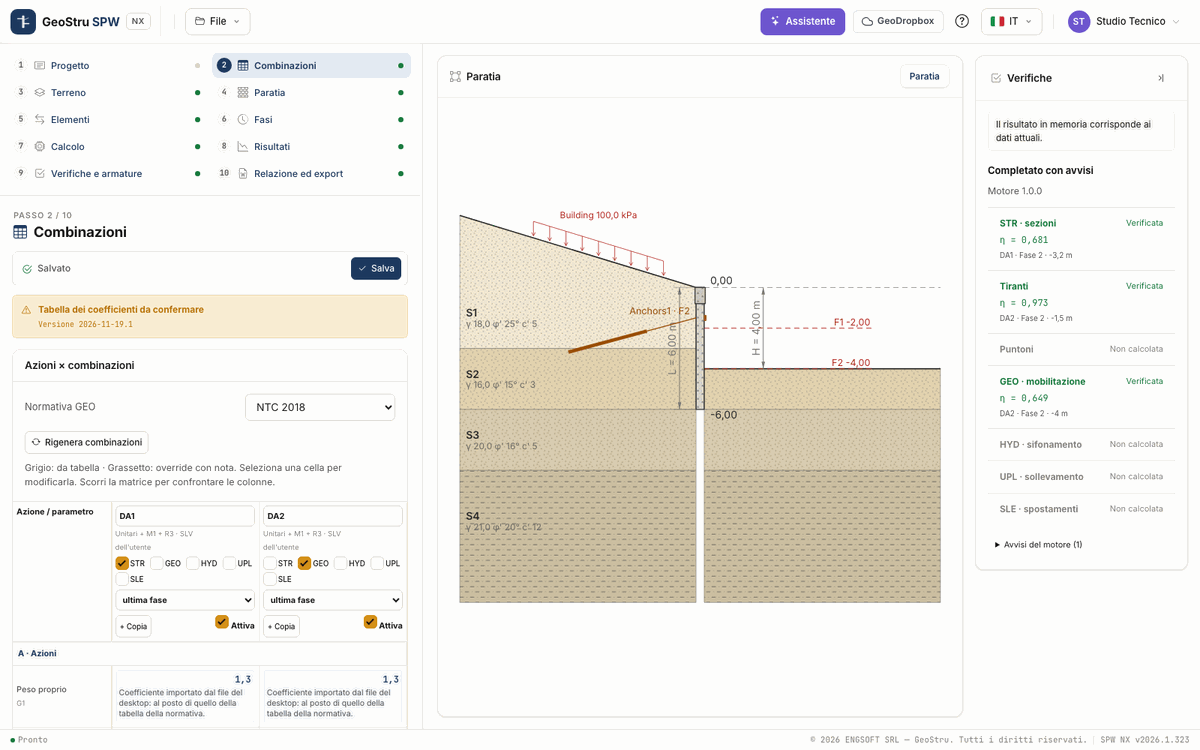 GeoStru SPW NX
File
Assistente
GeoDropbox
IT
ST Studio Tecnico
1 Progetto
2 Combinazioni
3 Terreno
4 Paratia
5 Elementi
6 Fasi
7 Calcolo
8 Risultati
9 Verifiche e armature
10 Relazione ed export
PASSO 2 / 10
Combinazioni
Salvato
Salva
Tabella dei coefficienti da confermare
Versione 2026-11-19.1
Azioni × combinazioni
Normativa GEO
NTC 2018
Rigenera combinazioni
Grigio: da tabella · Grassetto: override con nota. Seleziona una cella per
modificarla. Scorri la matrice per confrontare le colonne.
Azione / parametro
DA1
Unitari + M1 + R3 · SLV
dell'utente
STR GEO HYD UPL
SLE
ultima fase
+ Copia
Attiva
DA2
Unitari + M1 + R3 · SLV
dell'utente
STR GEO HYD UPL
SLE
ultima fase
+ Copia
Attiva
A · Azioni
Peso proprio
G1
1,3
Coefficiente importato dal file del
desktop: al posto di quello della
tabella della normativa.
1,3
Coefficiente importato dal file del
desktop: al posto di quello della
tabella della normativa.
Paratia
Paratia
Building 100,0 kPa
0,00
Anchors1 · F2
S1
γ 18,0 φ' 25° c' 5
L = 6,00 m
H = 4,00 m
F1 -2,00
F2 -4,00
S2
γ 16,0 φ' 15° c' 3
-6,00
S3
γ 20,0 φ' 16° c' 5
S4
γ 21,0 φ' 20° c' 12
Verifiche
Il risultato in memoria corrisponde ai
dati attuali.
Completato con avvisi
Motore 1.0.0
STR · sezioni Verificata
η = 0,681
DA1 · Fase 2 · -3,2 m
Tiranti Verificata
η = 0,973
DA2 · Fase 2 · -1,5 m
Puntoni Non calcolata
GEO · mobilitazione Verificata
η = 0,649
DA2 · Fase 2 · -4 m
HYD · sifonamento Non calcolata
UPL · sollevamento Non calcolata
SLE · spostamenti Non calcolata
Avvisi del motore (1)
Pronto
© 2026 ENGSOFT SRL — GeoStru. Tutti i diritti riservati. SPW NX v2026.1.323